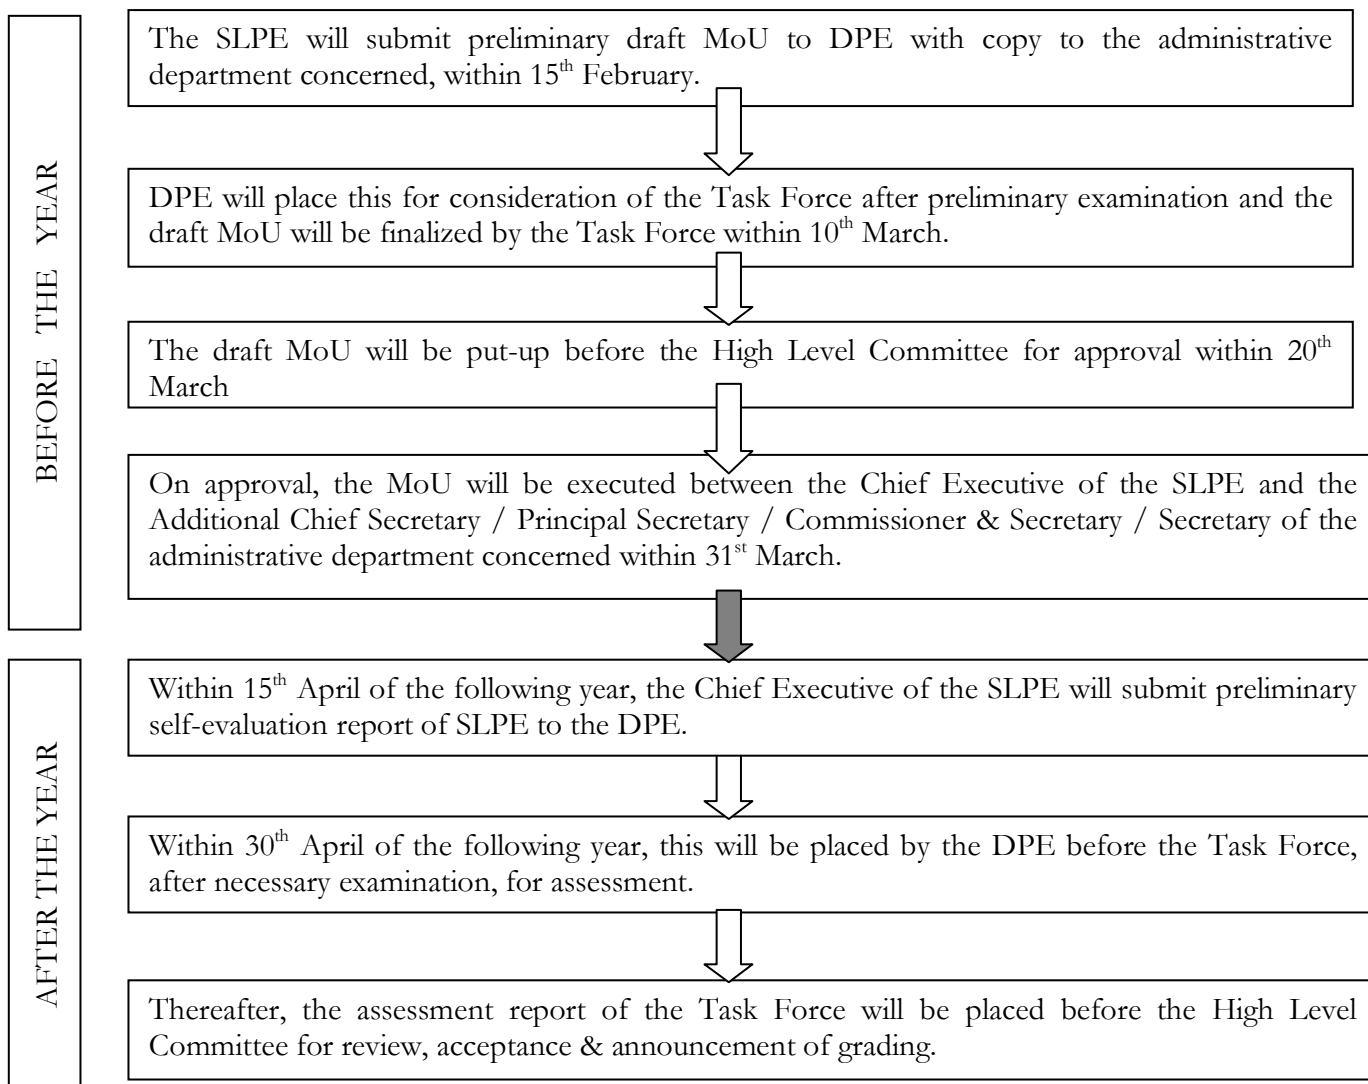 BEFORE THE YEAR
The SLPE will submit preliminary draft MoU to DPE with copy to the administrative
department concerned, within 15th February.
DPE will place this for consideration of the Task Force after preliminary examination and the
draft MoU will be finalized by the Task Force within 10th March.
The draft MoU will be put-up before the High Level Committee for approval within 20th
March
On approval, the MoU will be executed between the Chief Executive of the SLPE and the
Additional Chief Secretary / Principal Secretary / Commissioner & Secretary / Secretary of the
administrative department concerned within 31st March.
AFTER THE YEAR
Within 15th April of the following year, the Chief Executive of the SLPE will submit preliminary
self-evaluation report of SLPE to the DPE.
Within 30th April of the following year, this will be placed by the DPE before the Task Force,
after necessary examination, for assessment.
Thereafter, the assessment report of the Task Force will be placed before the High Level
Committee for review, acceptance & announcement of grading.